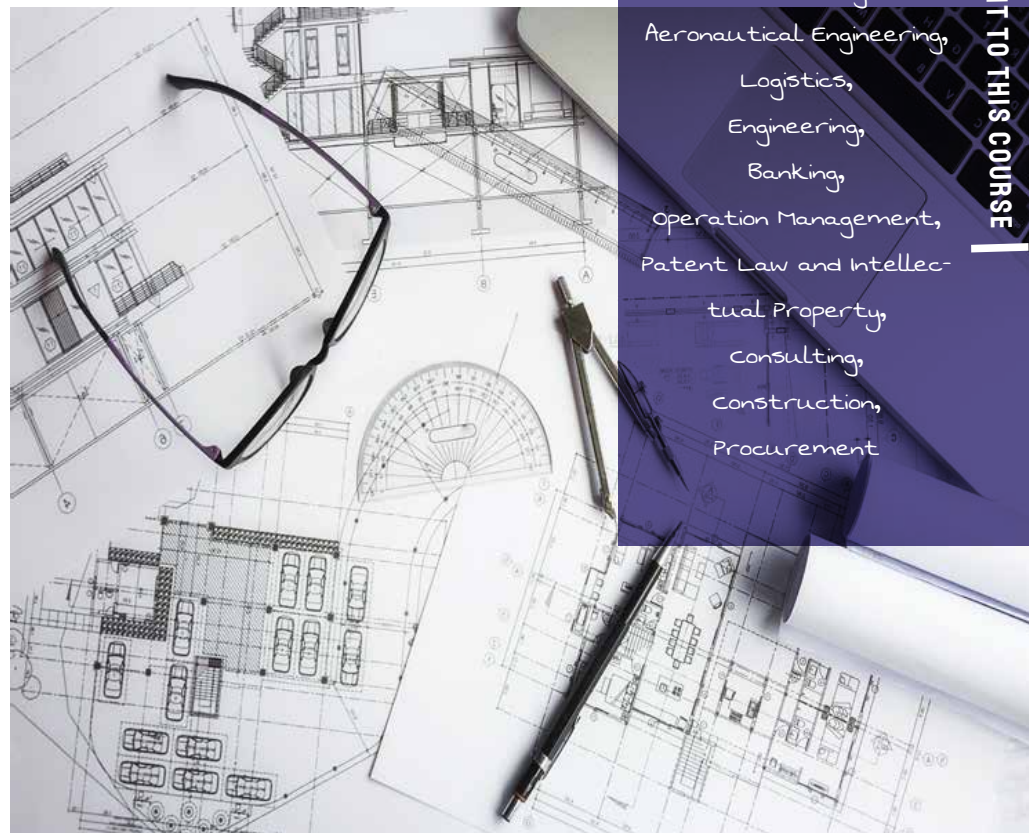 Aeronautical Engineering,
Logistics,
Engineering,
Banking,
Operation Management,
Patent Law and Intellec-
tual Property,
Consulting,
Construction,
Procurement
TO THIS COURSE